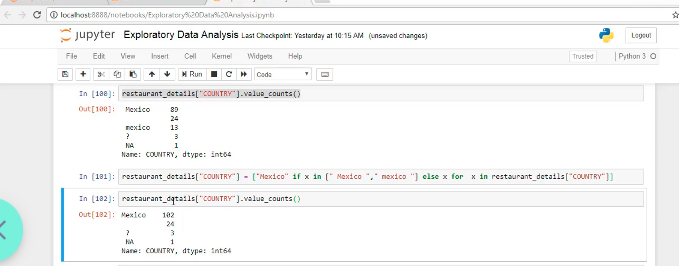 localhost:8888/notebooks/Exploratory%20Data%20Analysis.ipynb
jupyter Exploratory Data Analysis Last Checkpoint: Yesterday at 10:15 AM (unsaved changes) Logout
File Edit View Insert Cell Kernel Widgets Help Trusted Python 3
Run Code
In [100]: restaurant_details["COUNTRY"].value_counts()
Out[100]: Mexico 89
24
mexico 13
? 3
NA 1
Name: COUNTRY, dtype: int64
In [101]: restaurant_details["COUNTRY"] = ["Mexico" if x in [" Mexico "," mexico "] else x for x in restaurant_details["COUNTRY"]]
In [102]: restaurant_details["COUNTRY"].value_counts()
Out[102]: Mexico 102
24
? 3
NA 1
Name: COUNTRY, dtype: int64